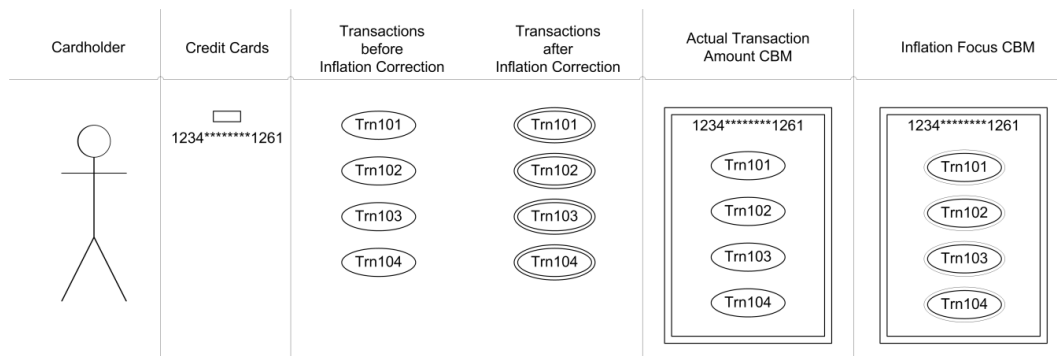 Cardholder
Credit Cards
Transactions
before
Inflation Correction
Transactions
after
Inflation Correction
Actual Transaction
Amount CBM
Inflation Focus CBM
1234********1261
Trn101
Trn102
Trn103
Trn104
Trn101
Trn102
Trn103
Trn104
1234********1261
Trn101
Trn102
Trn103
Trn104
1234********1261
Trn101
Trn102
Trn103
Trn104